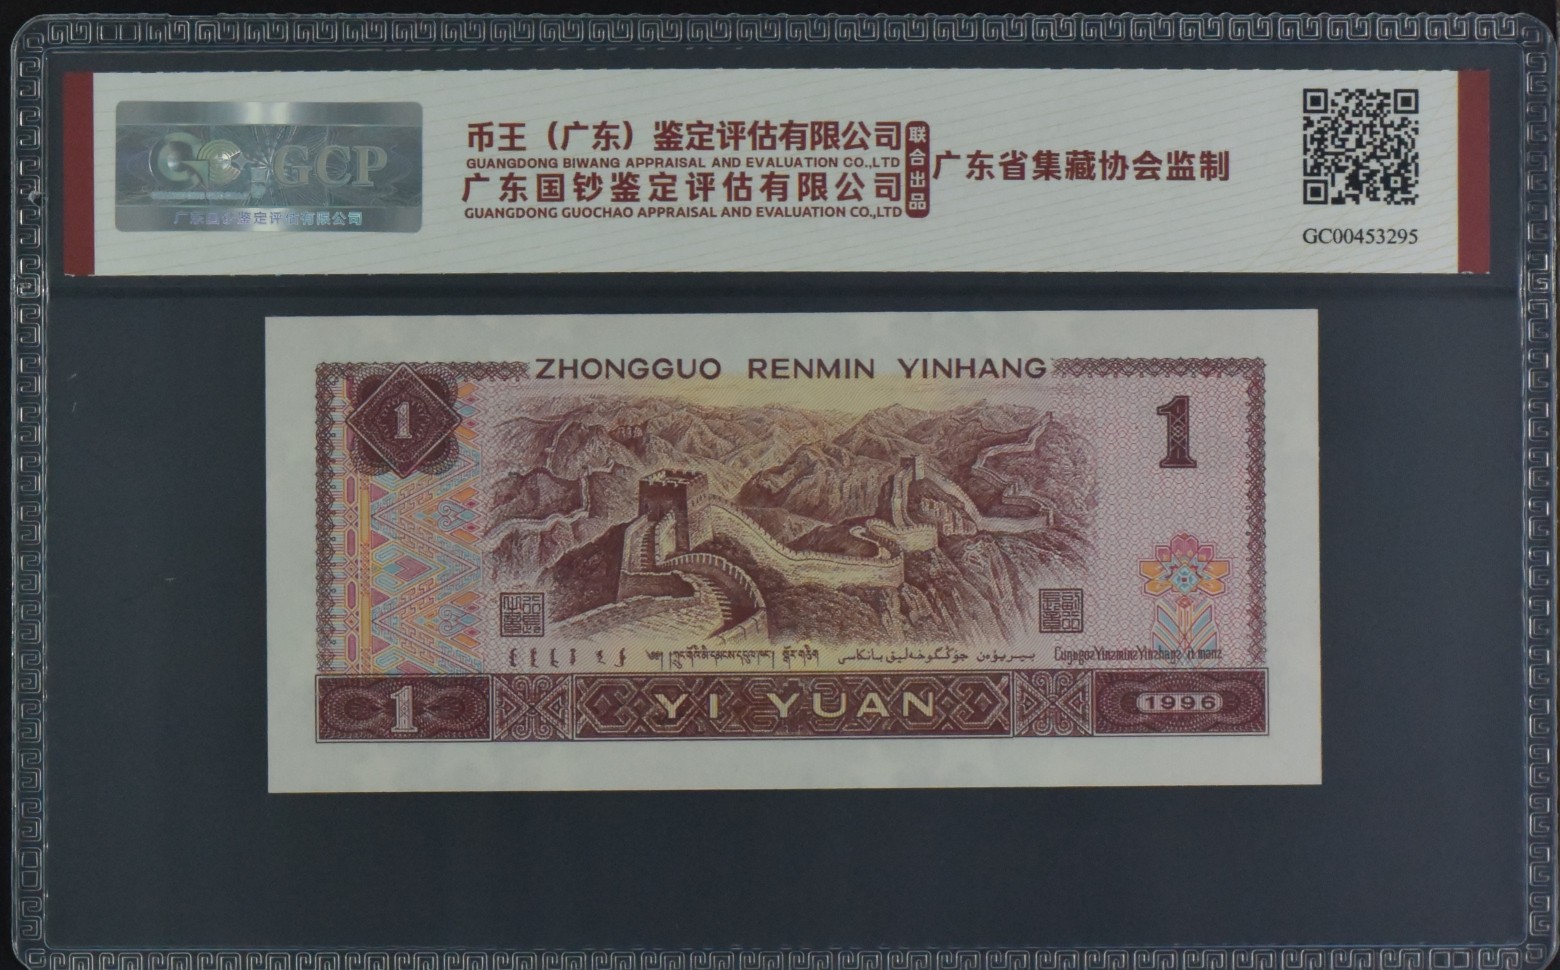 GCP
广东国钞鉴定评估有限公司
币王（广东）鉴定评估有限公司
GUANGDONG BIWANG APPRAISAL AND EVALUATION CO.,LTD
广东国钞鉴定评估有限公司
GUANGDONG GUOCHAO APPRAISAL AND EVALUATION CO.,LTD
联合出品
广东省集藏协会监制
GC00453295
ZHONGGUO RENMIN YINHANG
1
1
1
YI YUAN
1996